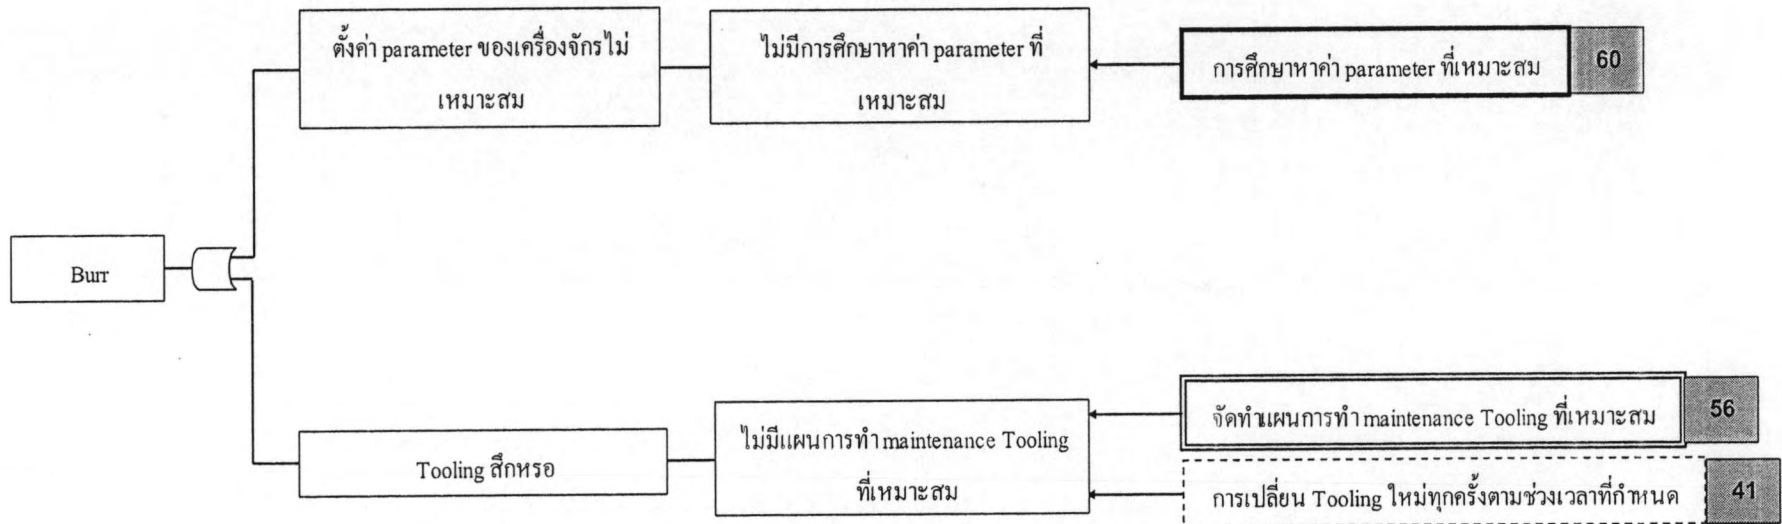 ตั้งค่า parameter ของเครื่องจักรไม่
เหมาะสม
ไม่มีการศึกษาหาค่า parameter ที่
เหมาะสม
การศึกษาหาค่า parameter ที่เหมาะสม
60
Burr
Tooling สึกหรอ
ไม่มีแผนการทำ maintenance Tooling
ที่เหมาะสม
จัดทำแผนการทำ maintenance Tooling ที่เหมาะสม
56
การเปลี่ยน Tooling ใหม่ทุกครั้งตามช่วงเวลาที่กำหนด
41